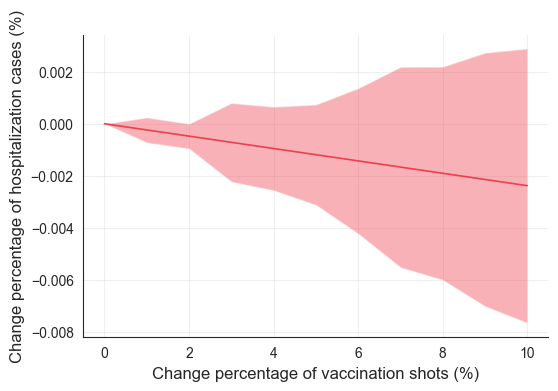 Change percentage of hospitalization cases (%)
0.002
0.000
−0.002
−0.004
−0.006
−0.008
0 2 4 6 8 10
Change percentage of vaccination shots (%)